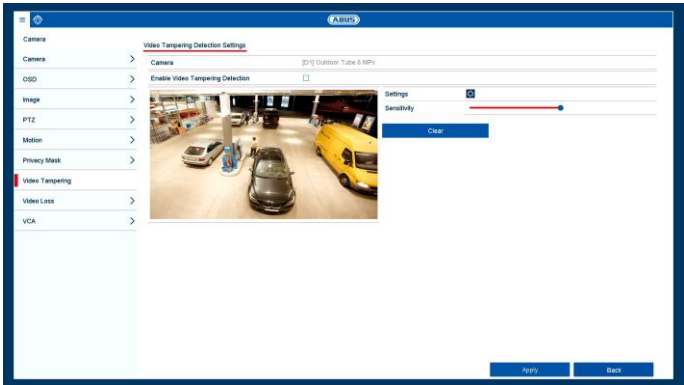 ABUS
Camera
Video Tampering Detection Settings
Camera
Camera
[D1] Outdoor Tube 6 MPx
OSD
Enable Video Tampering Detection
Image
Settings
Sensitivity
PTZ
Clear
Motion
Privacy Mask
Video Tampering
Video Loss
VCA
Apply
Back